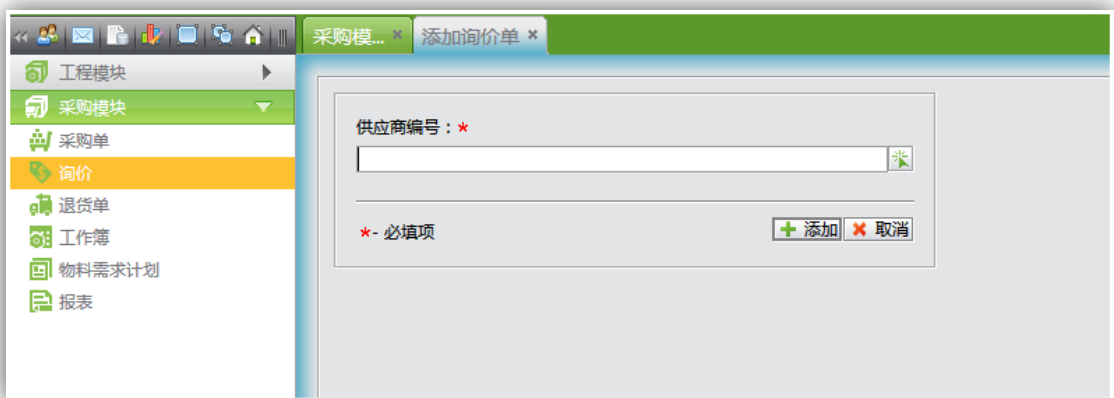 采购模...
添加询价单
工程模块
采购模块
采购单
询价
退货单
工作簿
物料需求计划
报表
供应商编号：*
*- 必填项
添加
取消